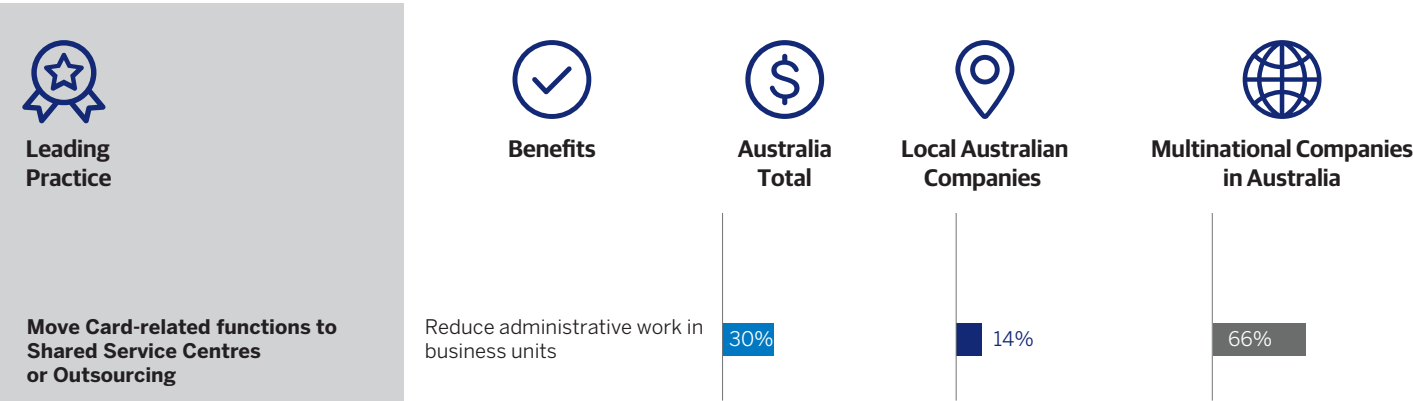 Leading
Practice
Benefits
Australia
Total
Local Australian
Companies
Multinational Companies
in Australia
Move Card-related functions to
Shared Service Centres
or Outsourcing
Reduce administrative work in
business units
30%
14%
66%